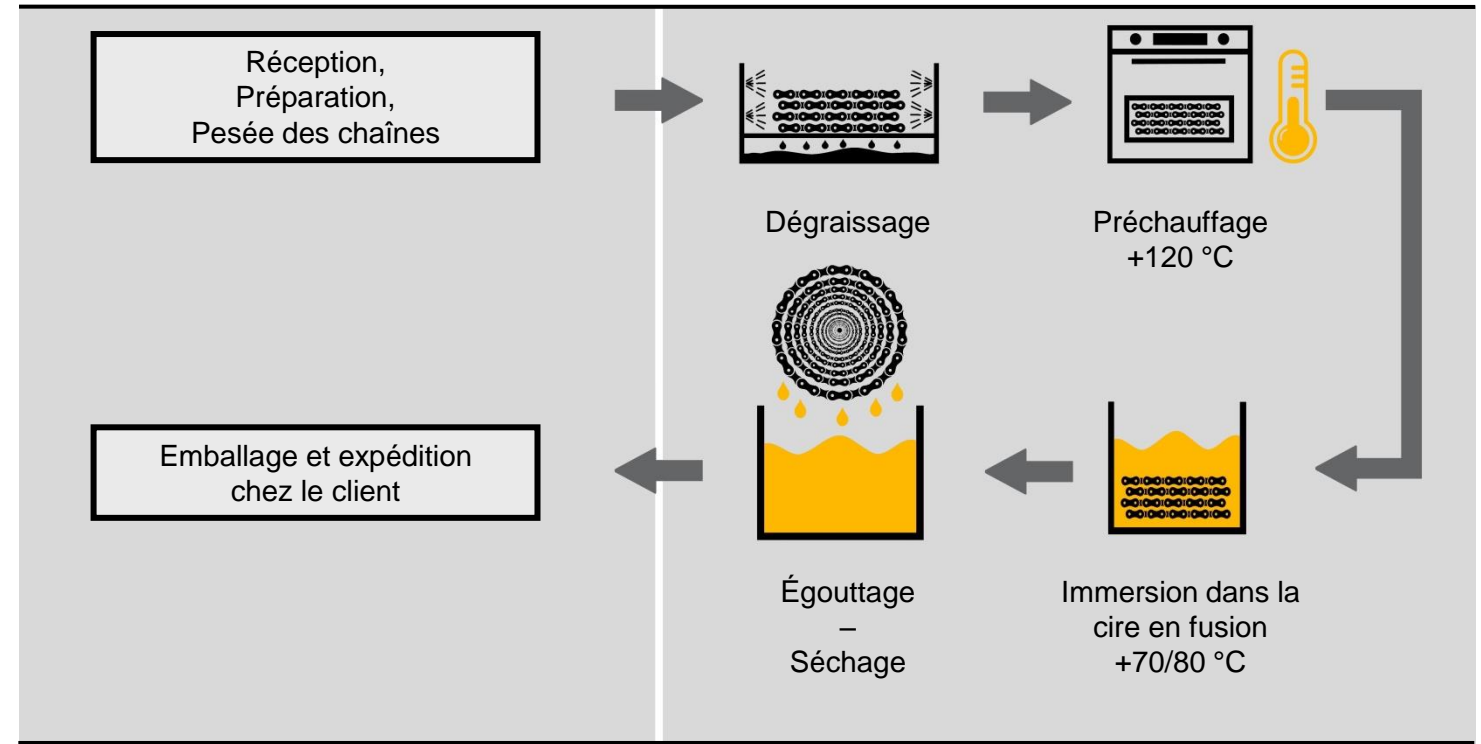 Réception,
Préparation,
Pesée des chaînes
Dégraissage
Préchauffage
+120 °C
Emballage et expédition
chez le client
Égouttage
–
Séchage
Immersion dans la
cire en fusion
+70/80 °C